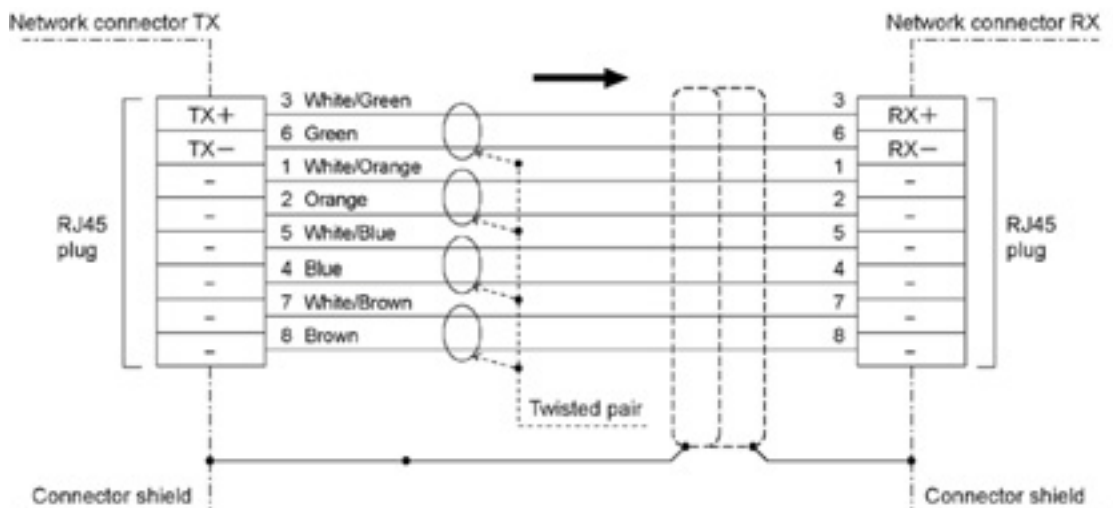 Network connector TX
Network connector RX
3 White/Green 3
TX+ RX+
6 Green 6
TX− RX−
1 White/Orange 1
- -
2 Orange 2
- -
RJ45 plug RJ45 plug
5 White/Blue 5
- -
4 Blue 4
- -
7 White/Brown 7
- -
8 Brown 8
- -
Twisted pair
Connector shield
Connector shield